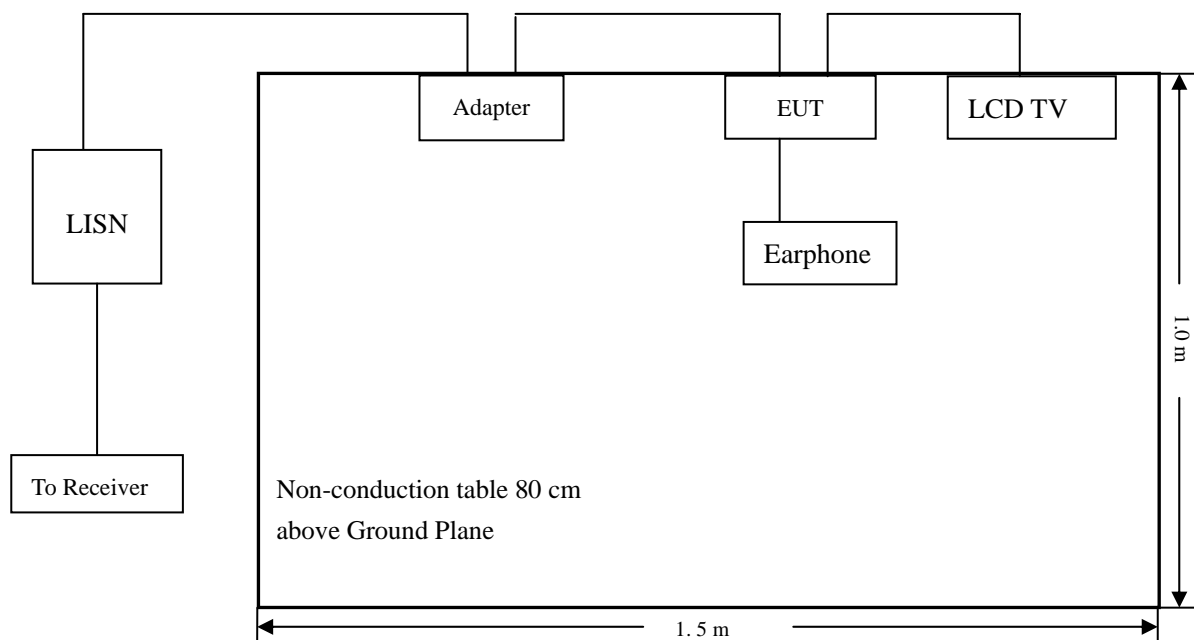 Adapter
EUT
LCD TV
LISN
Earphone
1.0 m
To Receiver
Non-conduction table 80 cm
above Ground Plane
1. 5 m